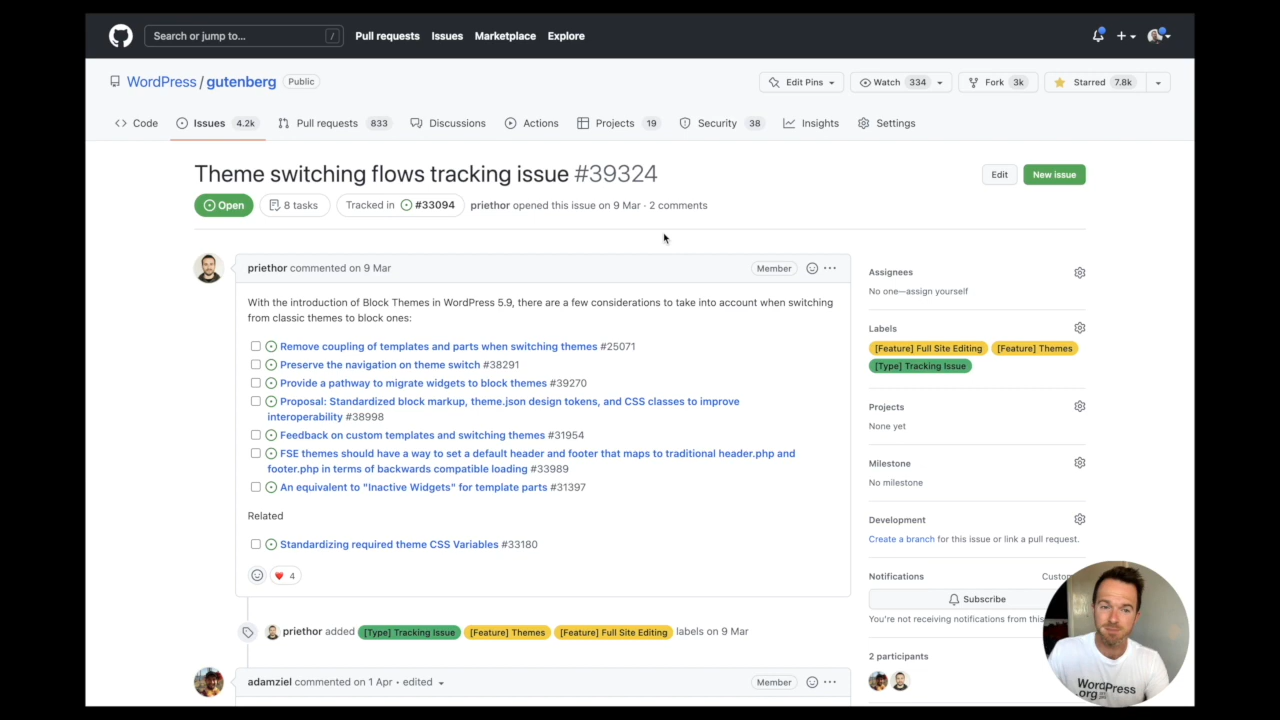 Search or jump to... /
Pull requests Issues Marketplace Explore
WordPress / gutenberg Public
Edit Pins Watch 334 Fork 3k Starred 7.8k
Code Issues 4.2k Pull requests 833 Discussions Actions Projects 19 Security 38 Insights Settings
Theme switching flows tracking issue #39324
Edit New issue
Open 8 tasks Tracked in #33094 priethor opened this issue on 9 Mar · 2 comments
priethor commented on 9 Mar Member ...
With the introduction of Block Themes in WordPress 5.9, there are a few considerations to take into account when switching
from classic themes to block ones:
Remove coupling of templates and parts when switching themes #25071
Preserve the navigation on theme switch #38291
Provide a pathway to migrate widgets to block themes #39270
Proposal: Standardized block markup, theme.json design tokens, and CSS classes to improve
interoperability #38998
Feedback on custom templates and switching themes #31954
FSE themes should have a way to set a default header and footer that maps to traditional header.php and
footer.php in terms of backwards compatible loading #33989
An equivalent to "Inactive Widgets" for template parts #31397
Related
Standardizing required theme CSS Variables #33180
4
priethor added [Type] Tracking Issue [Feature] Themes [Feature] Full Site Editing labels on 9 Mar
adamziel commented on 1 Apr • edited Member ...
Assignees
No one—assign yourself
Labels
[Feature] Full Site Editing [Feature] Themes
[Type] Tracking Issue
Projects
None yet
Milestone
No milestone
Development
Create a branch for this issue or link a pull request.
Notifications
Subscribe
You're not receiving notifications from
2 participants
WordPress
.org